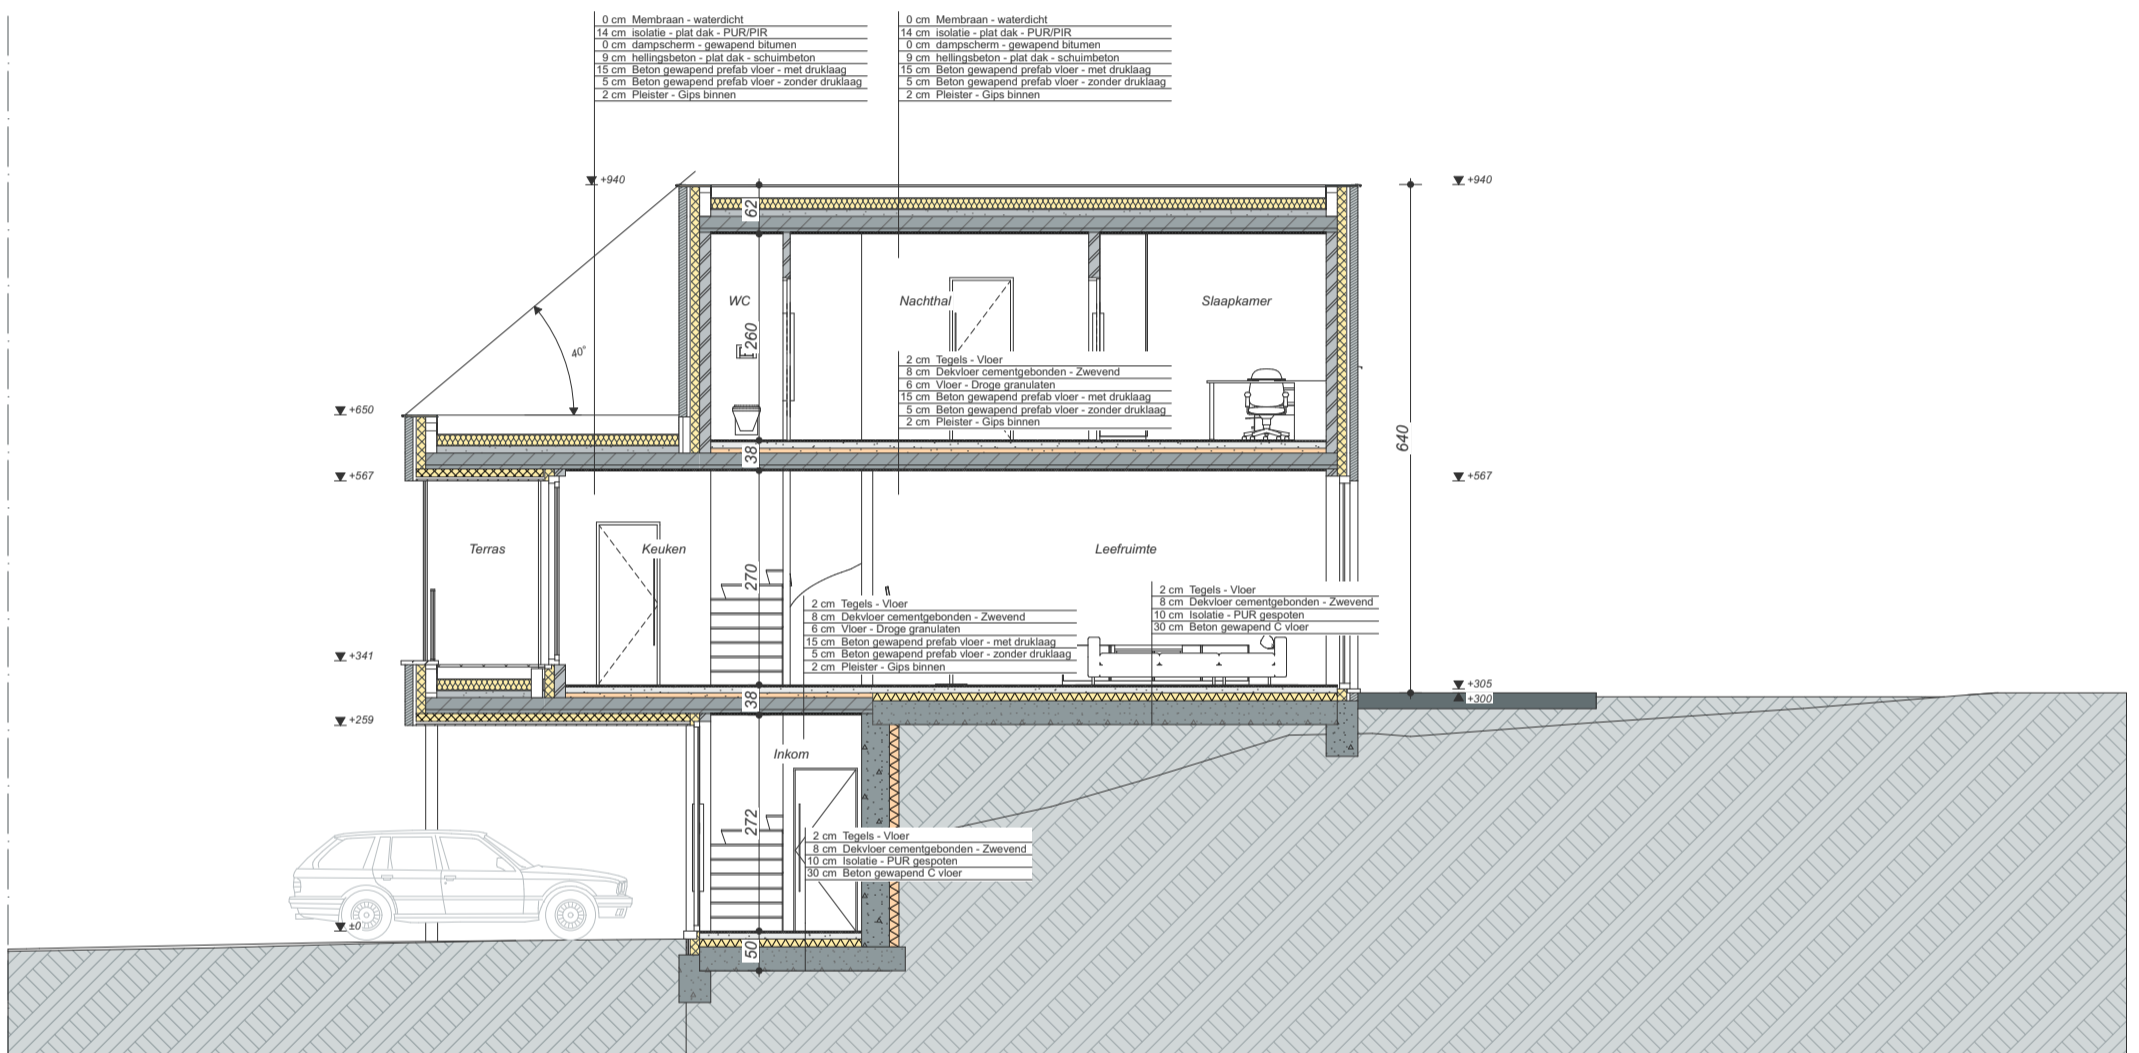 0 cm Membraan - waterdicht
14 cm isolatie - plat dak - PUR/PIR
0 cm dampscherm - gewapend bitumen
9 cm hellingsbeton - plat dak - schuimbeton
15 cm Beton gewapend prefab vloer - met druklaag
5 cm Beton gewapend prefab vloer - zonder druklaag
2 cm Pleister - Gips binnen
0 cm Membraan - waterdicht
14 cm isolatie - plat dak - PUR/PIR
0 cm dampscherm - gewapend bitumen
9 cm hellingsbeton - plat dak - schuimbeton
15 cm Beton gewapend prefab vloer - met druklaag
5 cm Beton gewapend prefab vloer - zonder druklaag
2 cm Pleister - Gips binnen
+940
+940
62
WC
Nachthal
Slaapkamer
260
40°
2 cm Tegels - Vloer
8 cm Dekvloer cementgebonden - Zwevend
6 cm Vloer - Droge granulaten
15 cm Beton gewapend prefab vloer - met druklaag
5 cm Beton gewapend prefab vloer - zonder druklaag
2 cm Pleister - Gips binnen
+650
38
640
+567
+567
Terras
Keuken
Leefruimte
270
2 cm Tegels - Vloer
8 cm Dekvloer cementgebonden - Zwevend
6 cm Vloer - Droge granulaten
15 cm Beton gewapend prefab vloer - met druklaag
5 cm Beton gewapend prefab vloer - zonder druklaag
2 cm Pleister - Gips binnen
2 cm Tegels - Vloer
8 cm Dekvloer cementgebonden - Zwevend
10 cm Isolatie - PUR gespoten
30 cm Beton gewapend C vloer
+341
+305
+300
38
+259
Inkom
272
2 cm Tegels - Vloer
8 cm Dekvloer cementgebonden - Zwevend
10 cm Isolatie - PUR gespoten
30 cm Beton gewapend C vloer
±0
50